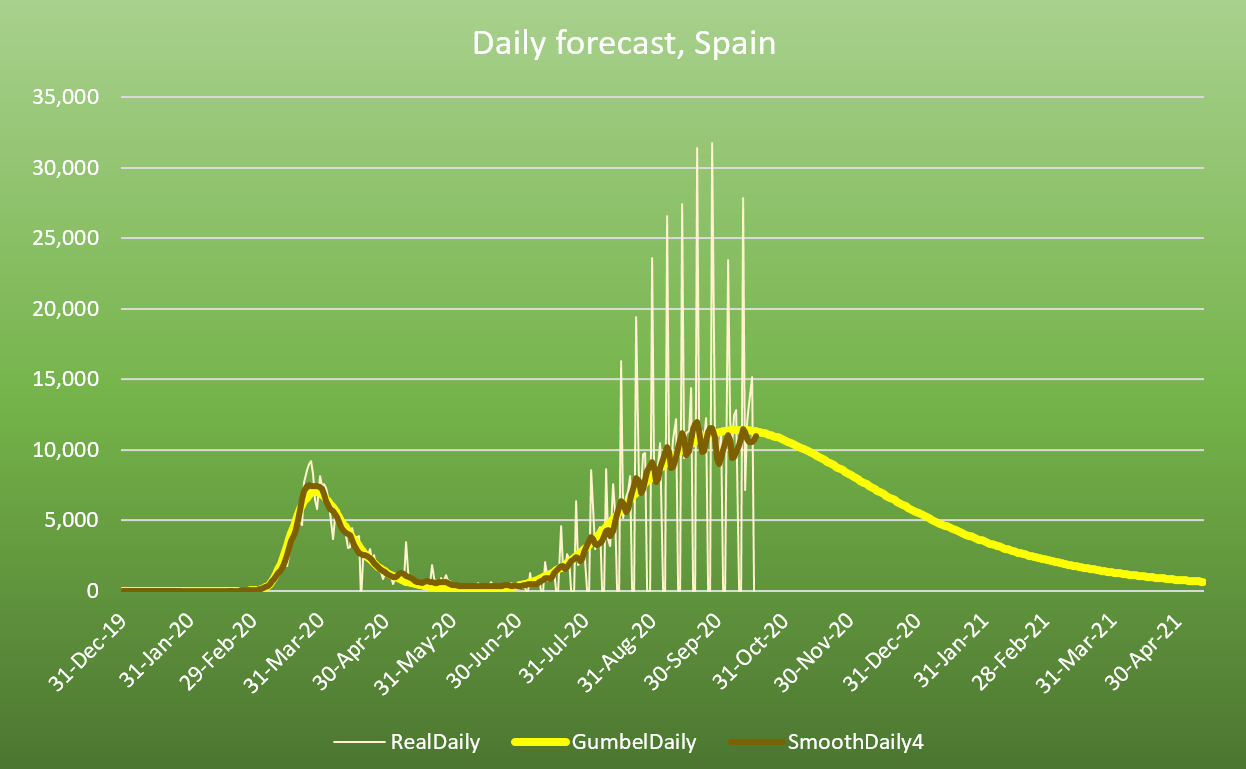 Daily forecast, Spain
35,000
30,000
25,000
20,000
15,000
10,000
5,000
0
31-Dec-19
31-Jan-20
29-Feb-20
31-Mar-20
30-Apr-20
31-May-20
30-Jun-20
31-Jul-20
31-Aug-20
30-Sep-20
31-Oct-20
30-Nov-20
31-Dec-20
31-Jan-21
28-Feb-21
31-Mar-21
30-Apr-21
RealDaily GumbelDaily SmoothDaily4